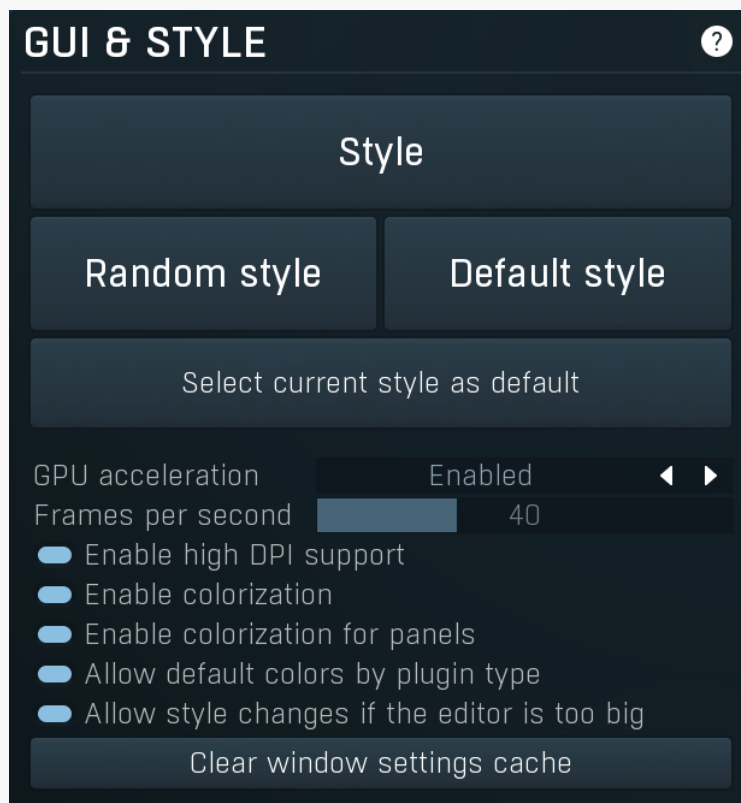 GUI & STYLE ?
Style
Random style Default style
Select current style as default
GPU acceleration Enabled
Frames per second 40
Enable high DPI support
Enable colorization
Enable colorization for panels
Allow default colors by plugin type
Allow style changes if the editor is too big
Clear window settings cache